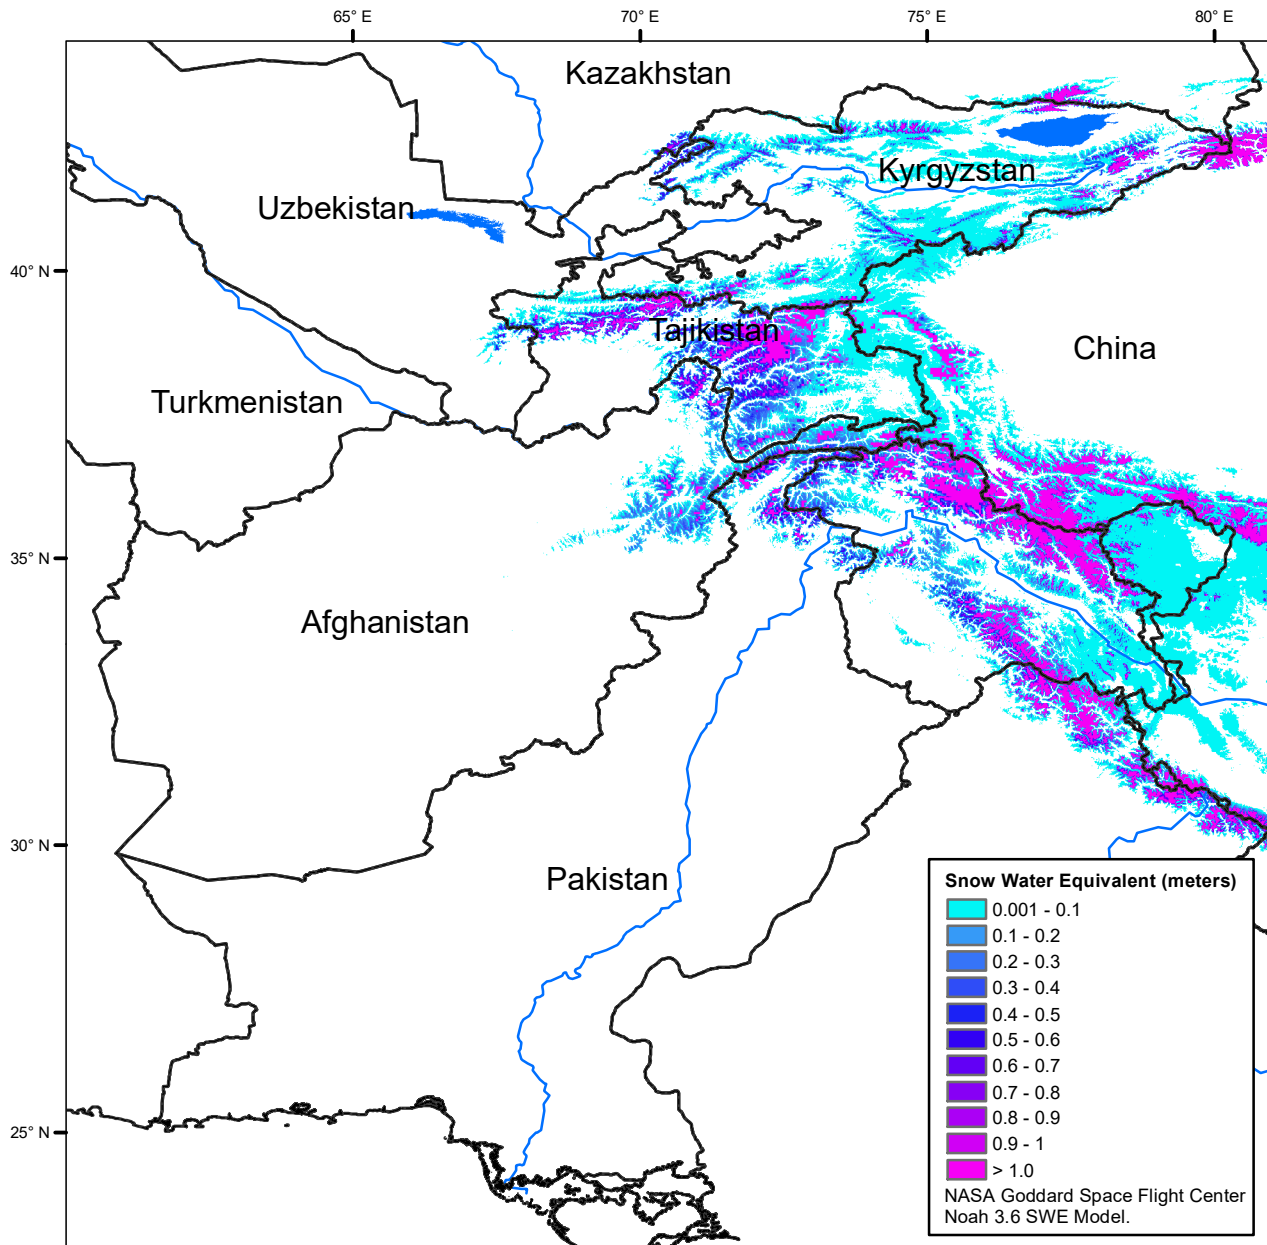 65° E
70° E
75° E
80° E
Kazakhstan
Kyrgyzstan
Uzbekistan
40° N
Tajikistan
China
Turkmenistan
35° N
Afghanistan
30° N
Pakistan
25° N
Snow Water Equivalent (meters)
0.001 - 0.1
0.1 - 0.2
0.2 - 0.3
0.3 - 0.4
0.4 - 0.5
0.5 - 0.6
0.6 - 0.7
0.7 - 0.8
0.8 - 0.9
0.9 - 1
> 1.0
NASA Goddard Space Flight Center
Noah 3.6 SWE Model.